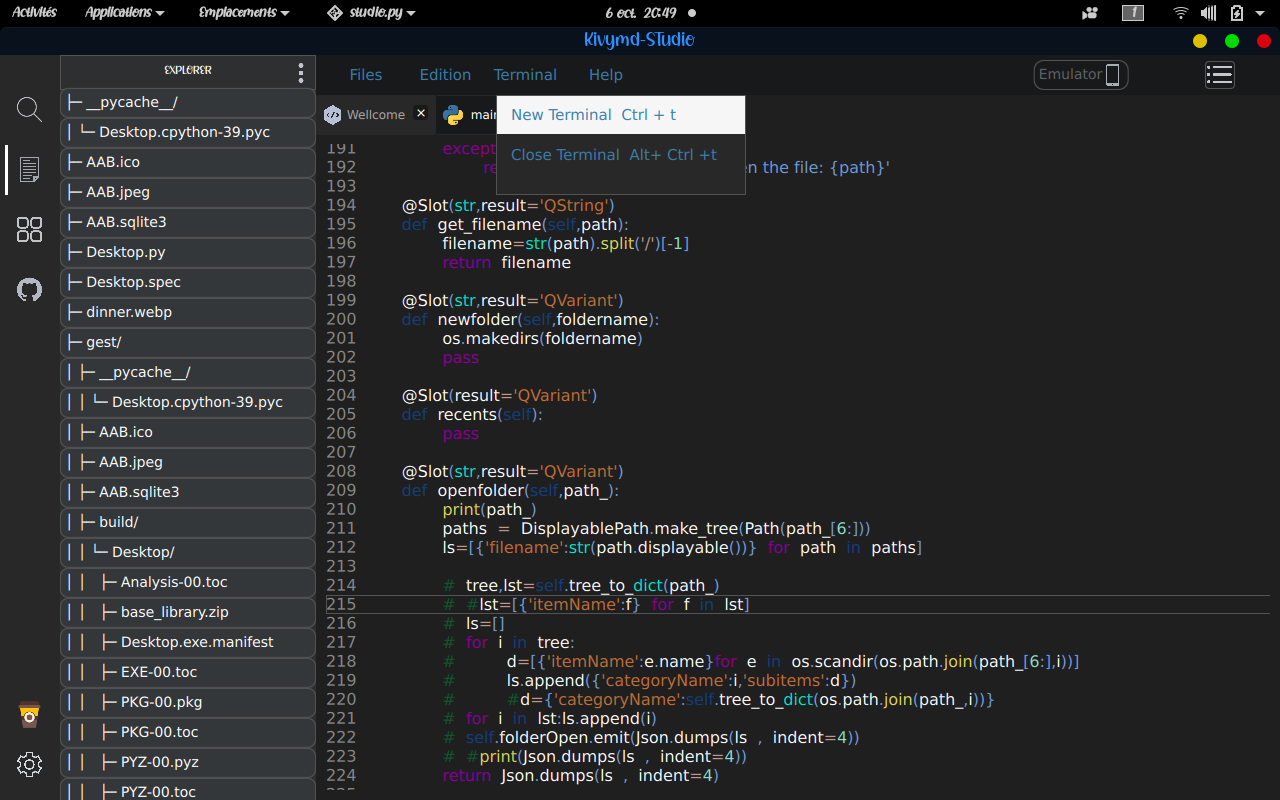 Activités Applications Emplacements studio.py 6 oct. 20:49 1
Kivymd-Studio
EXPLORER
├─ __pycache__/
│ └─ Desktop.cpython-39.pyc
├─ AAB.ico
├─ AAB.jpeg
├─ AAB.sqlite3
├─ Desktop.py
├─ Desktop.spec
├─ dinner.webp
├─ gest/
│ ├─ __pycache__/
│ │ └─ Desktop.cpython-39.pyc
│ ├─ AAB.ico
│ ├─ AAB.jpeg
│ ├─ AAB.sqlite3
│ ├─ build/
│ │ └─ Desktop/
│ │ ├─ Analysis-00.toc
│ │ ├─ base_library.zip
│ │ ├─ Desktop.exe.manifest
│ │ ├─ EXE-00.toc
│ │ ├─ PKG-00.pkg
│ │ ├─ PKG-00.toc
│ │ ├─ PYZ-00.pyz
│ │ ├─ PYZ-00.toc
Files Edition Terminal Help Emulator
Wellcome main
New Terminal Ctrl + t
Close Terminal Alt+ Ctrl +t
191 except
192 re n the file: {path}'
193
194 @Slot(str,result='QString')
195 def get_filename(self,path):
196 filename=str(path).split('/')[-1]
197 return filename
198
199 @Slot(str,result='QVariant')
200 def newfolder(self,foldername):
201 os.makedirs(foldername)
202 pass
203
204 @Slot(result='QVariant')
205 def recents(self):
206 pass
207
208 @Slot(str,result='QVariant')
209 def openfolder(self,path_):
210 print(path_)
211 paths = DisplayablePath.make_tree(Path(path_[6:]))
212 ls=[{'filename':str(path.displayable())} for path in paths]
213
214 # tree,lst=self.tree_to_dict(path_)
215 # #lst=[{'itemName':f} for f in lst]
216 # ls=[]
217 # for i in tree:
218 # d=[{'itemName':e.name}for e in os.scandir(os.path.join(path_[6:],i))]
219 # ls.append({'categoryName':i,'subitems':d})
220 # #d={'categoryName':self.tree_to_dict(os.path.join(path_,i))}
221 # for i in lst:ls.append(i)
222 # self.folderOpen.emit(Json.dumps(ls , indent=4))
223 # #print(Json.dumps(ls , indent=4))
224 return Json.dumps(ls , indent=4)